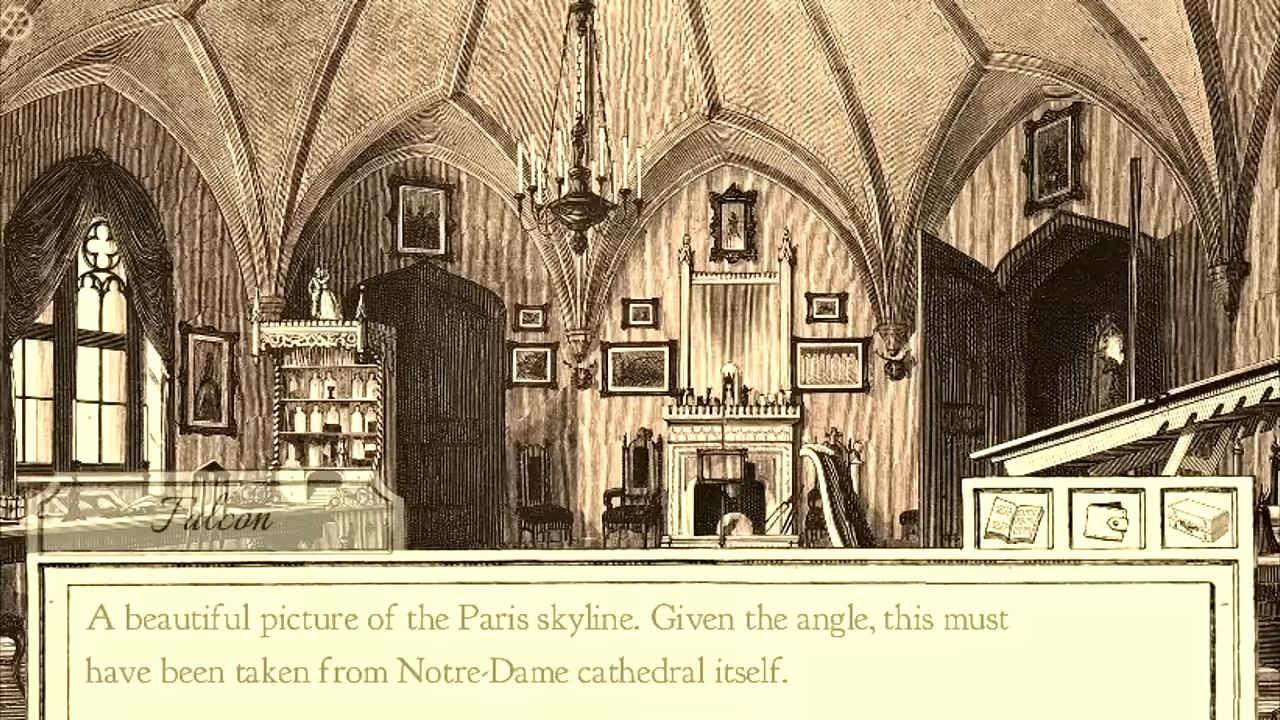 Falcon
A beautiful picture of the Paris skyline. Given the angle, this must
have been taken from Notre-Dame cathedral itself.